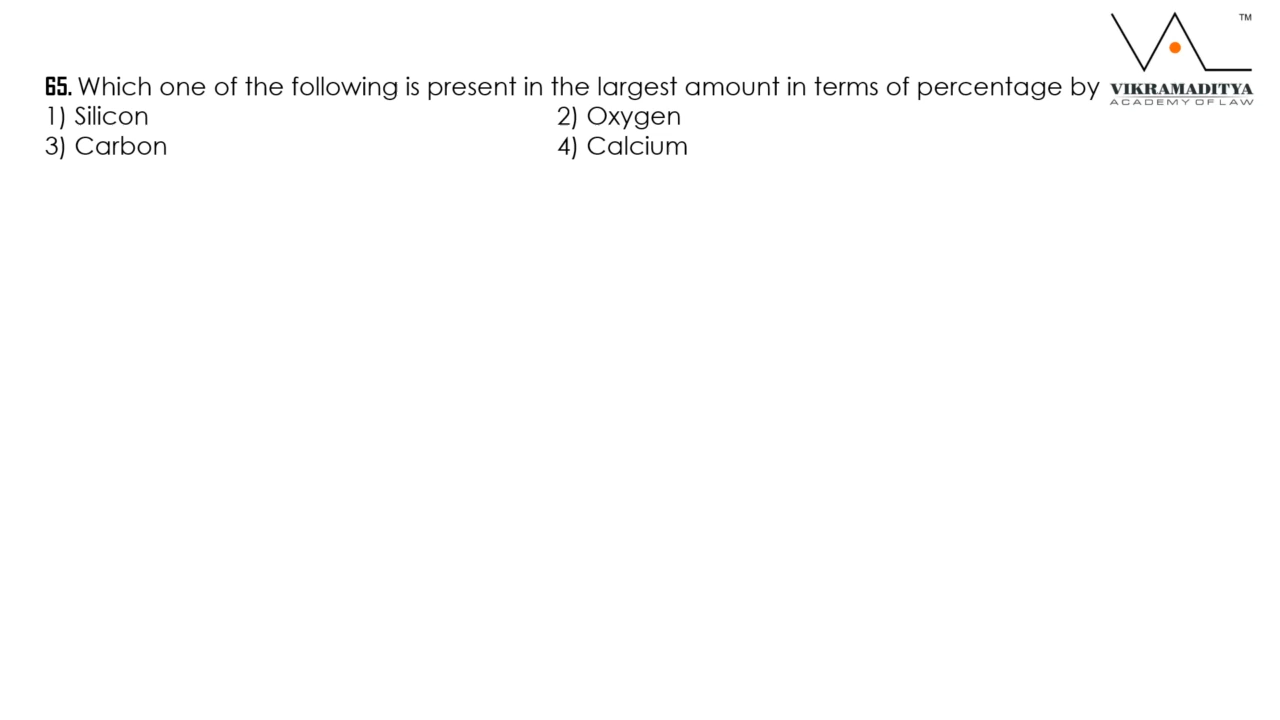 TM
65. Which one of the following is present in the largest amount in terms of percentage by
VIKRAMADITYA
ACADEMY OF LAW
1) Silicon 2) Oxygen
3) Carbon 4) Calcium